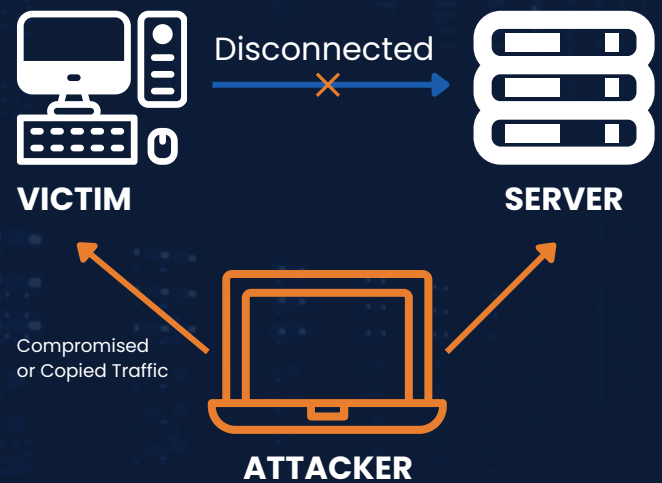 Disconnected
VICTIM
SERVER
Compromised
or Copied Traffic
ATTACKER